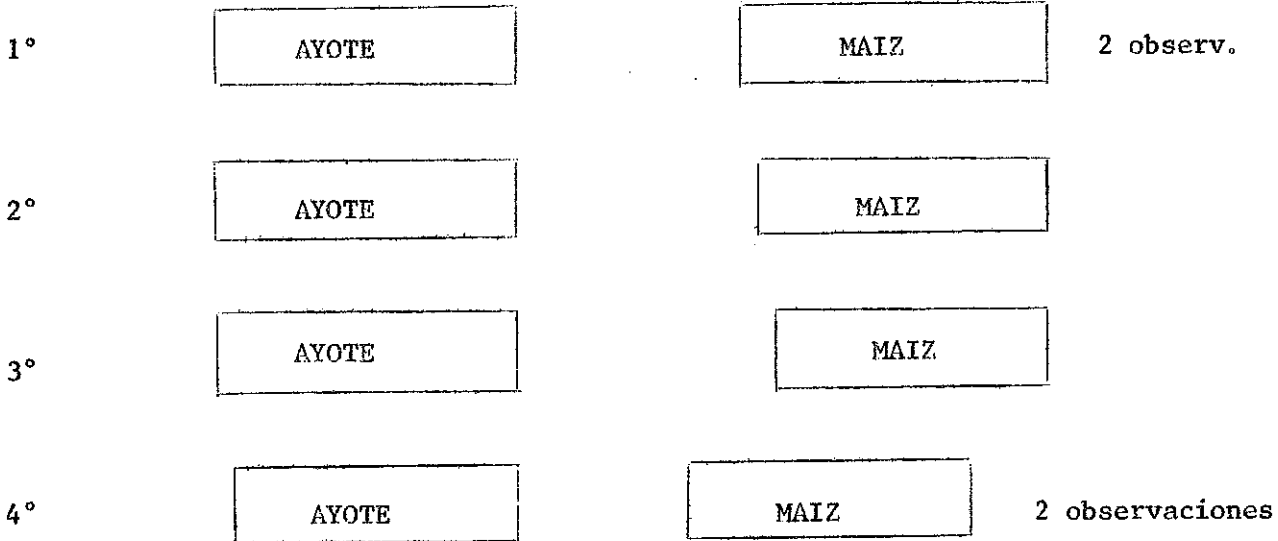 1° AYOTE MAIZ 2 observ.
2° AYOTE MAIZ
3° AYOTE MAIZ
4° AYOTE MAIZ 2 observaciones